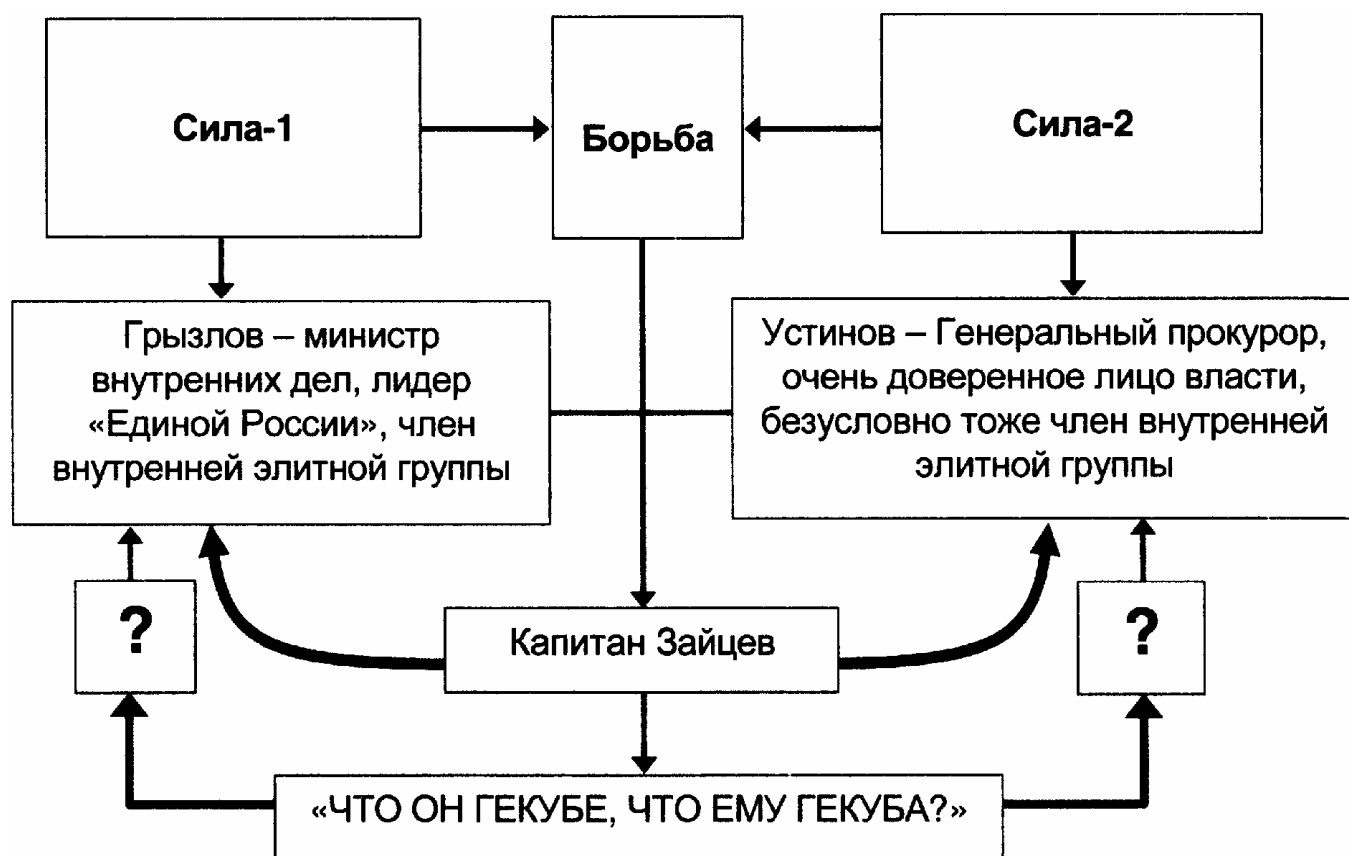 Сила-1
Борьба
Сила-2
Грызлов – министр
внутренних дел, лидер
«Единой России», член
внутренней элитной группы
Устинов – Генеральный прокурор,
очень доверенное лицо власти,
безусловно тоже член внутренней
элитной группы
?
Капитан Зайцев
?
«ЧТО ОН ГЕКУБЕ, ЧТО ЕМУ ГЕКУБА?»